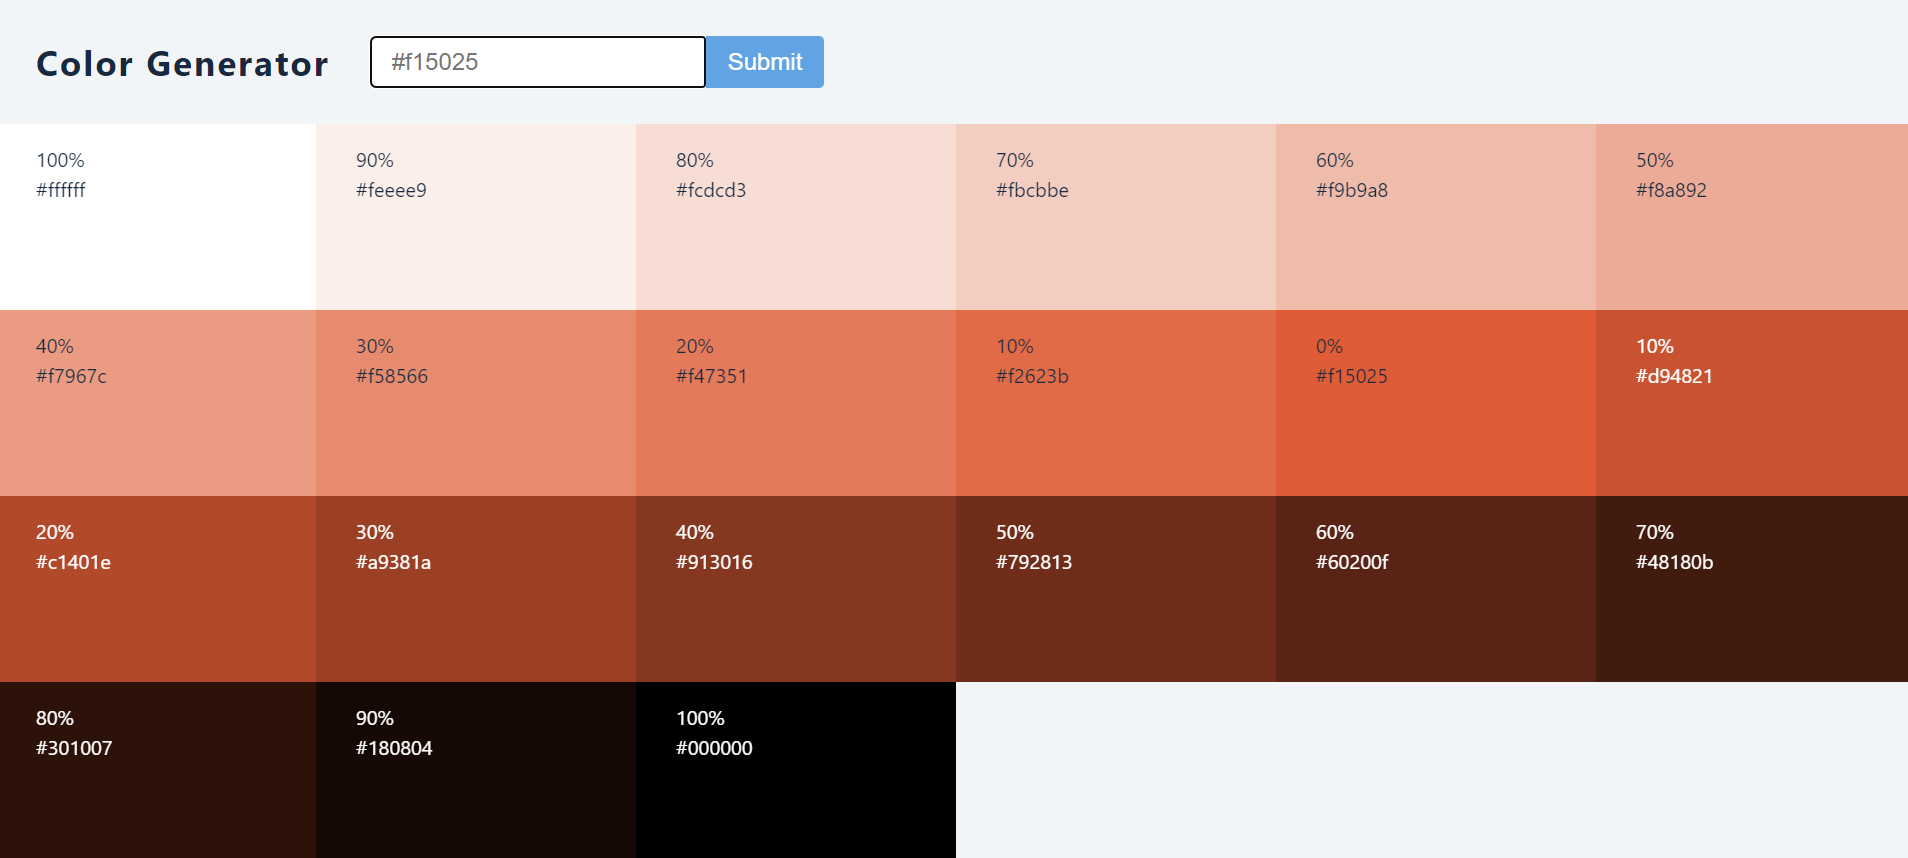 Color Generator
#f15025
Submit
100%
#ffffff
90%
#feeee9
80%
#fcdcd3
70%
#fbcbbe
60%
#f9b9a8
50%
#f8a892
40%
#f7967c
30%
#f58566
20%
#f47351
10%
#f2623b
0%
#f15025
10%
#d94821
20%
#c1401e
30%
#a9381a
40%
#913016
50%
#792813
60%
#60200f
70%
#48180b
80%
#301007
90%
#180804
100%
#000000